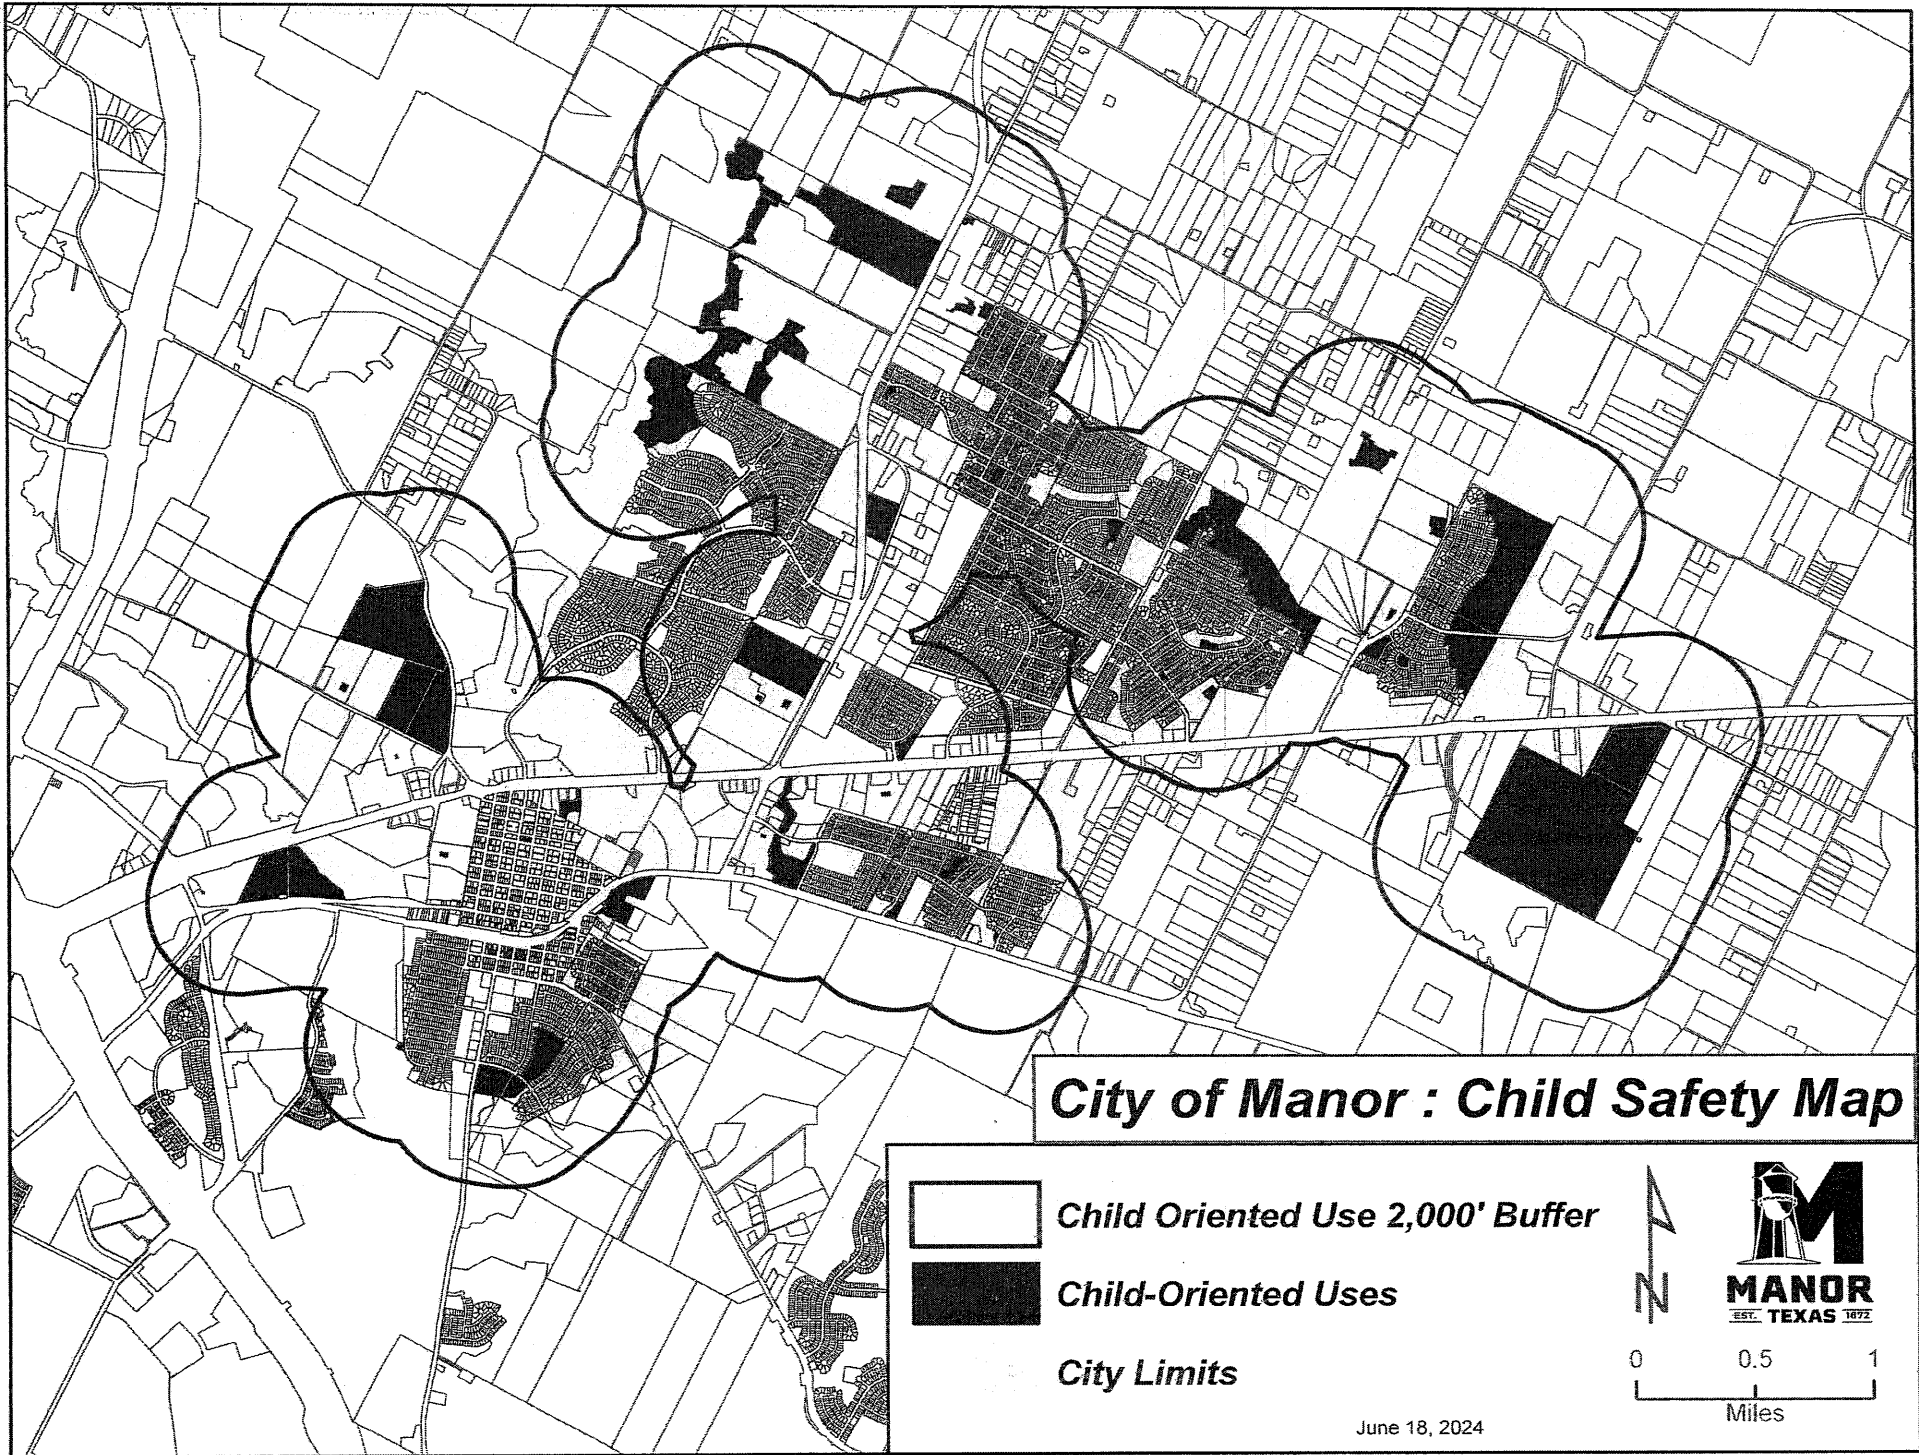 City of Manor : Child Safety Map
Child Oriented Use 2,000' Buffer
Child-Oriented Uses
City Limits
June 18, 2024
N
M
MANOR
EST. TEXAS 1872
0 0.5 1
Miles